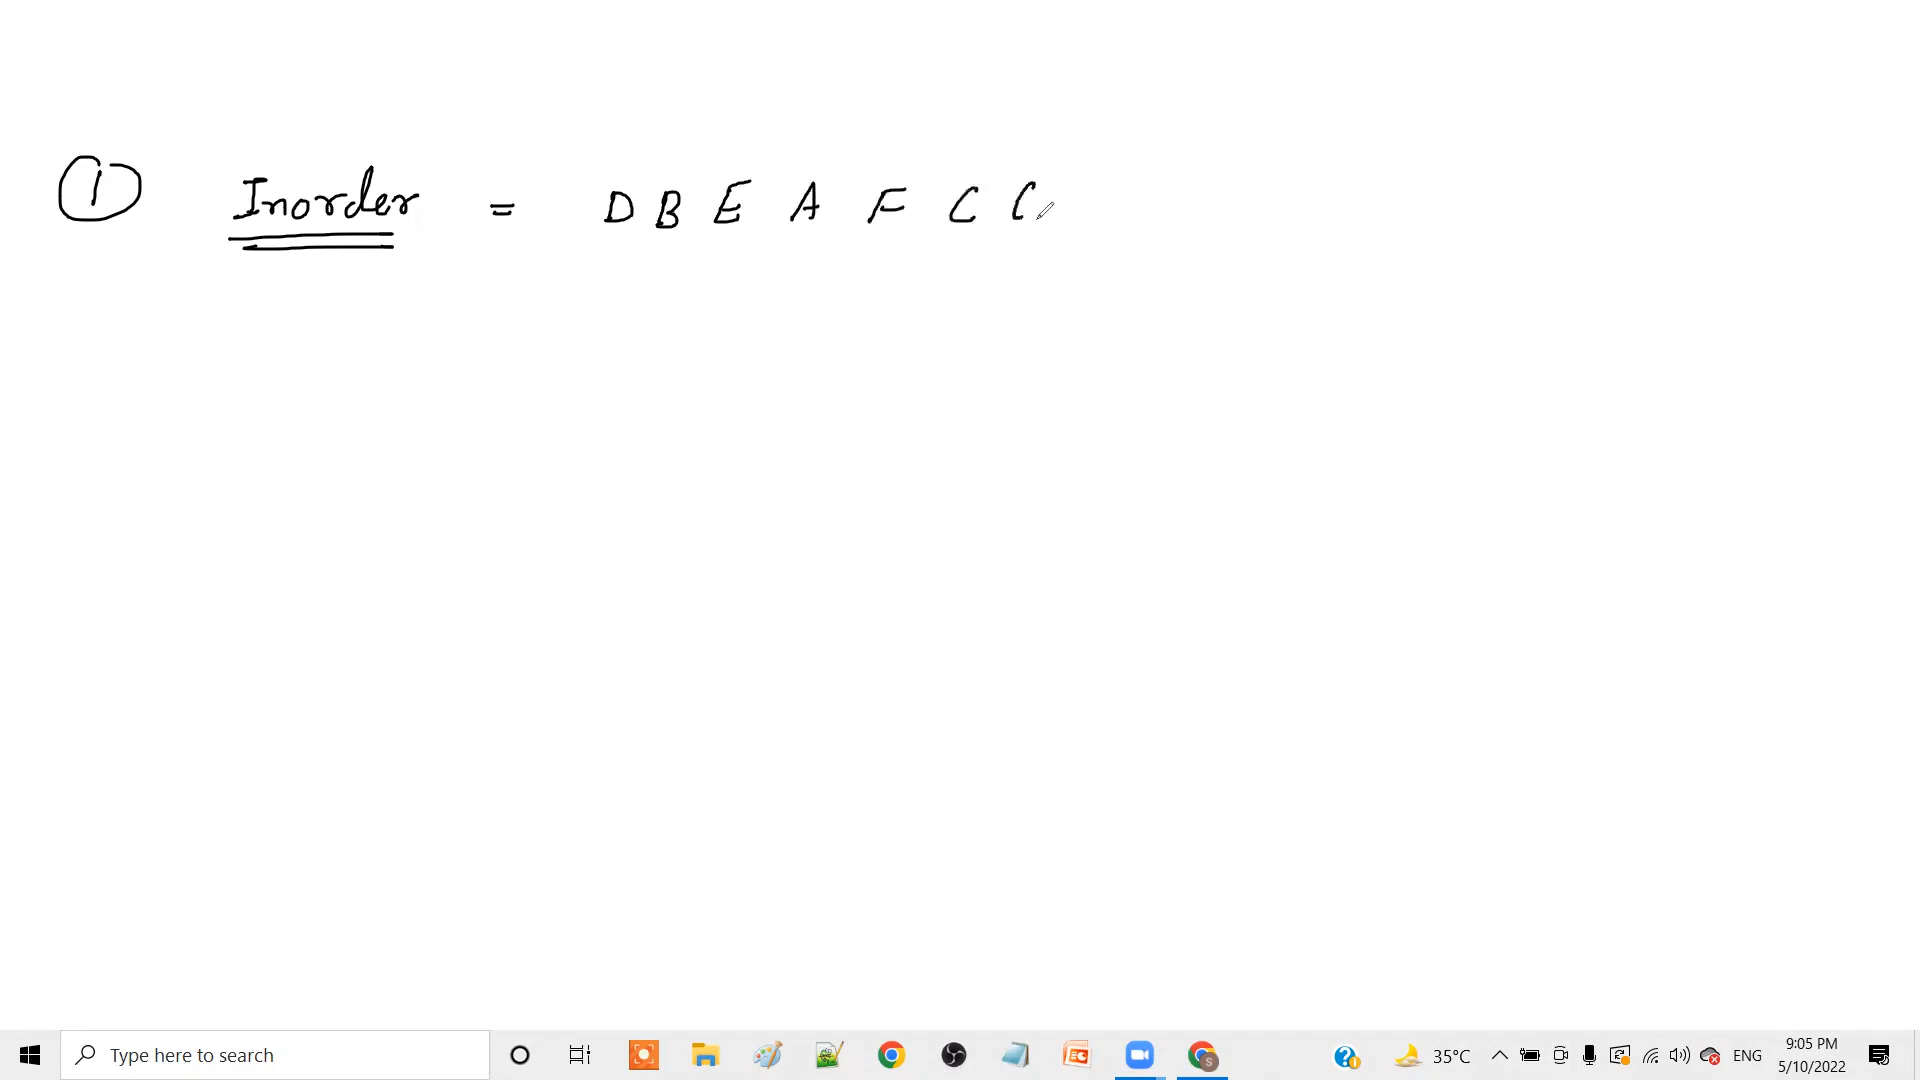 ① Inorder = D B E A F C
Type here to search
35°C ENG 9:05 PM
5/10/2022